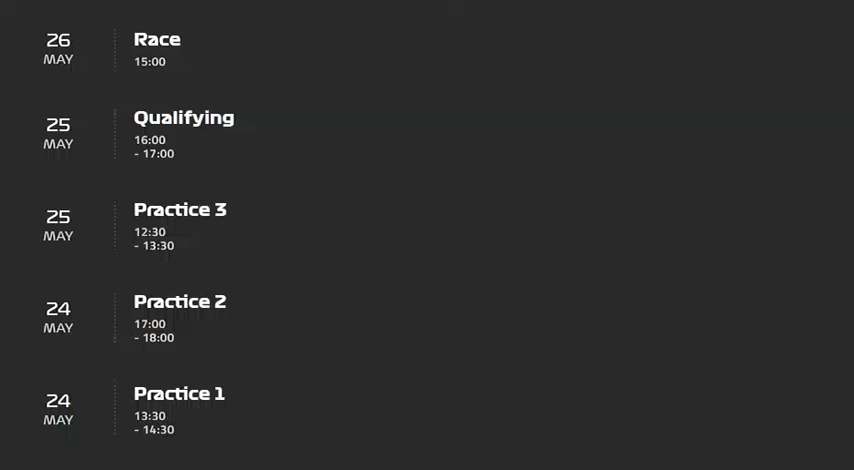 26
MAY
Race
15:00
25
MAY
Qualifying
16:00
- 17:00
25
MAY
Practice 3
12:30
- 13:30
24
MAY
Practice 2
17:00
- 18:00
24
MAY
Practice 1
13:30
- 14:30